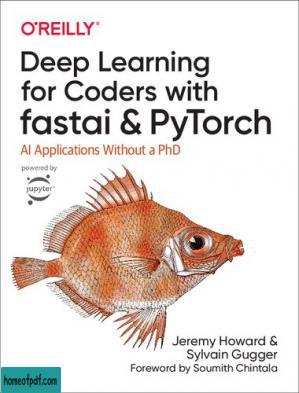 O'REILLY®
Deep Learning
for Coders with
fastai & PyTorch
AI Applications Without a PhD
powered by
jupyter
Jeremy Howard &
Sylvain Gugger
Foreword by Soumith Chintala
homeofpdf.com